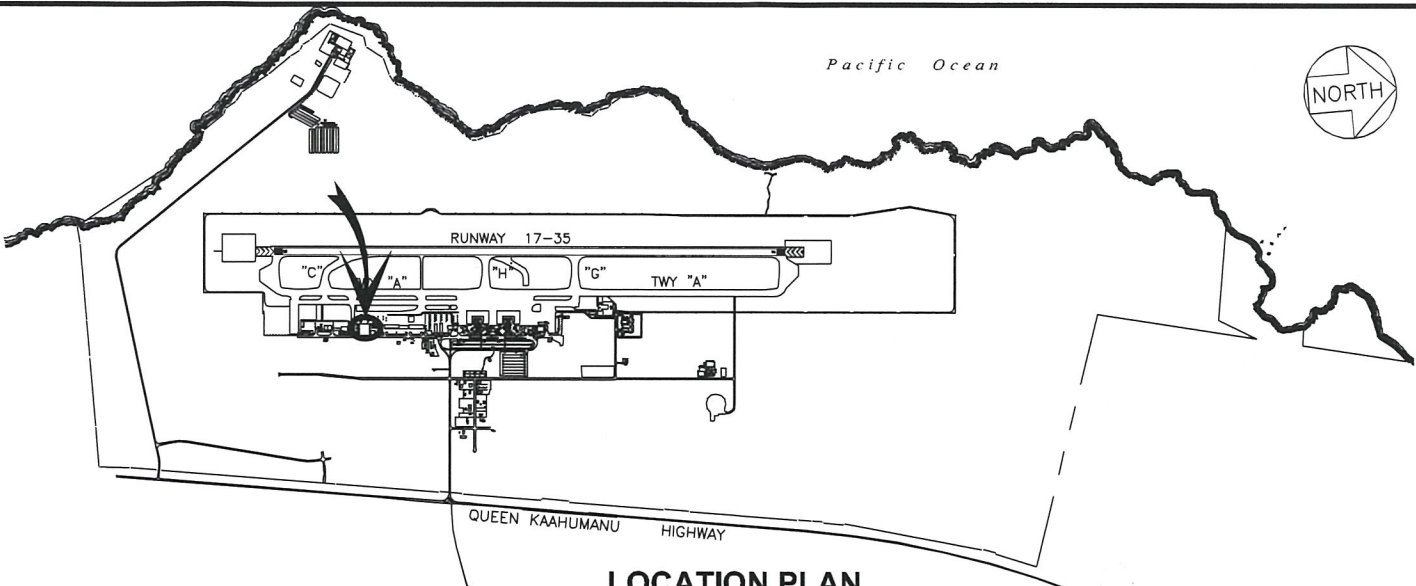 Pacific Ocean
NORTH
RUNWAY 17-35
"C"
"A"
"H"
"G"
TWY "A"
QUEEN KAAHUMANU HIGHWAY
LOCATION PLAN